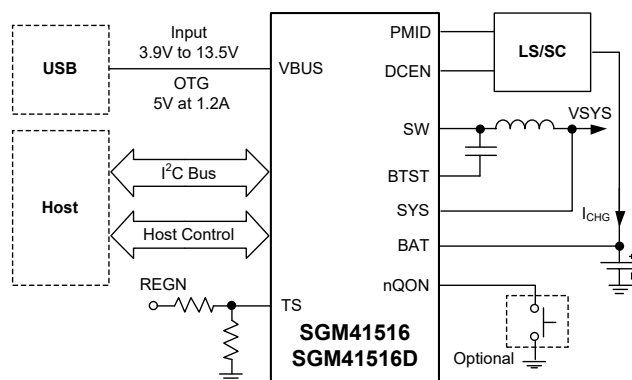 USB
Input
3.9V to 13.5V
OTG
5V at 1.2A
VBUS
PMID
DCEN
LS/SC
SW
VSYS
BTST
SYS
I_CHG
BAT
nQON
Host
I²C Bus
Host Control
REGN
TS
SGM41516
SGM41516D
Optional
+